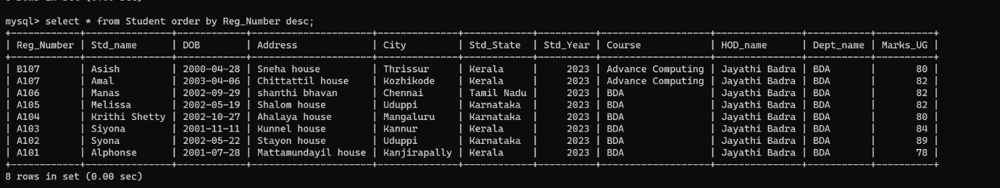 8 rows in set (0.00 sec)
mysql> select * from Student order by Reg_Number desc;
+------------+---------------+------------+---------------------+--------------+------------+----------+-------------------+---------------+-----------+----------+
| Reg_Number | Std_name      | DOB        | Address             | City         | Std_State  | Std_Year | Course            | HOD_name      | Dept_name | Marks_UG |
+------------+---------------+------------+---------------------+--------------+------------+----------+-------------------+---------------+-----------+----------+
| B107       | Asish         | 2000-04-28 | Sneha house         | Thrissur     | Kerala     |     2023 | Advance Computing | Jayathi Badra | BDA       |       80 |
| A107       | Amal          | 2003-04-06 | Chittattil house    | Kozhikode    | Kerala     |     2023 | Advance Computing | Jayathi Badra | BDA       |       82 |
| A106       | Manas         | 2002-09-29 | shanthi bhavan      | Chennai      | Tamil Nadu |     2023 | BDA               | Jayathi Badra | BDA       |       82 |
| A105       | Melissa       | 2002-05-19 | Shalom house        | Uduppi       | Karnataka  |     2023 | BDA               | Jayathi Badra | BDA       |       82 |
| A104       | Krithi Shetty | 2002-10-27 | Ahalaya house       | Mangaluru    | Karnataka  |     2023 | BDA               | Jayathi Badra | BDA       |       80 |
| A103       | Siyona        | 2001-11-11 | Kunnel house        | Kannur       | Kerala     |     2023 | BDA               | Jayathi Badra | BDA       |       84 |
| A102       | Syona         | 2002-05-22 | Stayon house        | Uduppi       | Karnataka  |     2023 | BDA               | Jayathi Badra | BDA       |       89 |
| A101       | Alphonse      | 2001-07-28 | Mattamundayil house | Kanjirapally | Kerala     |     2023 | BDA               | Jayathi Badra | BDA       |       78 |
+------------+---------------+------------+---------------------+--------------+------------+----------+-------------------+---------------+-----------+----------+
8 rows in set (0.00 sec)